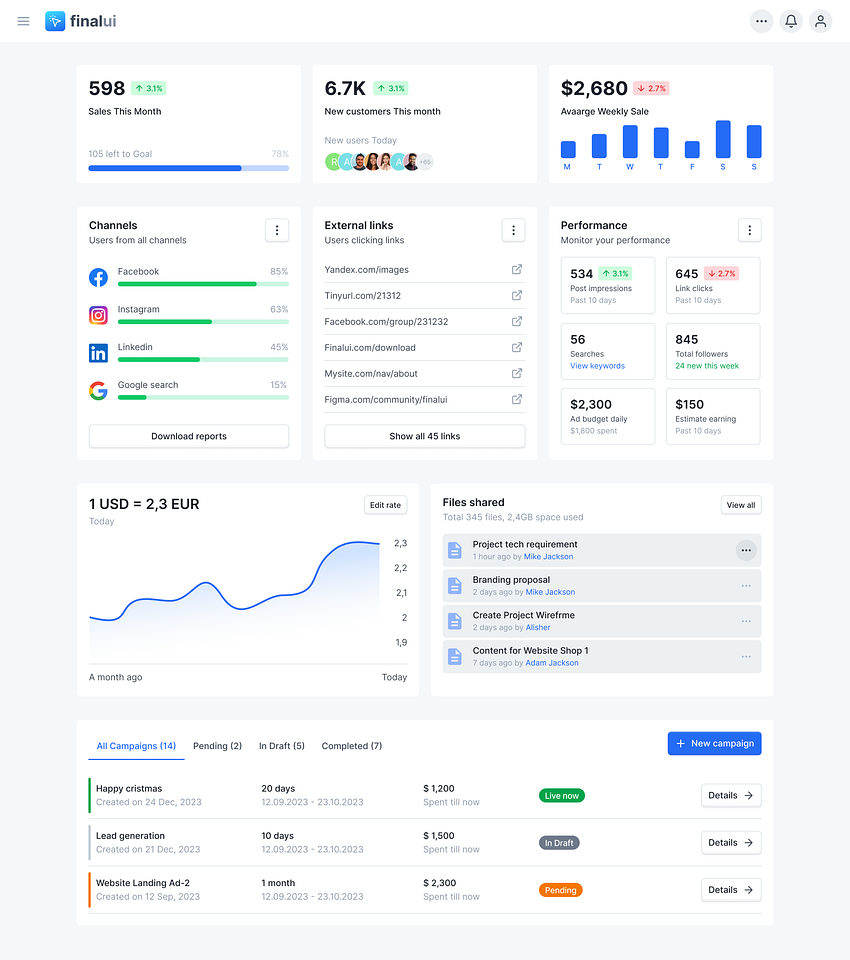 finalui
598 3.1%
Sales This Month
105 left to Goal 78%
6.7K 3.1%
New customers This month
New users Today
R A A +65
$2,680 2.7%
Avaarge Weekly Sale
M T W T F S S
Channels
Users from all channels
Facebook 85%
Instagram 63%
Linkedin 45%
Google search 15%
Download reports
External links
Users clicking links
Yandex.com/images
Tinyurl.com/21312
Facebook.com/group/231232
Finalui.com/download
Mysite.com/nav/about
Figma.com/community/finalui
Show all 45 links
Performance
Monitor your performance
534 3.1%
Post impressions
Past 10 days
645 2.7%
Link clicks
Past 10 days
56
Searches
View keywords
845
Total followers
24 new this week
$2,300
Ad budget daily
$1,800 spent
$150
Estimate earning
Past 10 days
1 USD = 2,3 EUR
Today
Edit rate
2,3
2,2
2,1
2
1,9
A month ago Today
Files shared
Total 345 files, 2,4GB space used
View all
Project tech requirement
1 hour ago by Mike Jackson
Branding proposal
2 days ago by Mike Jackson
Create Project Wirefrme
2 days ago by Alisher
Content for Website Shop 1
7 days ago by Adam Jackson
All Campaigns (14) Pending (2) In Draft (5) Completed (7)
New campaign
Happy cristmas
Created on 24 Dec, 2023
20 days
12.09.2023 - 23.10.2023
$ 1,200
Spent till now
Live now
Details
Lead generation
Created on 21 Dec, 2023
10 days
12.09.2023 - 23.10.2023
$ 1,500
Spent till now
In Draft
Details
Website Landing Ad-2
Created on 12 Sep, 2023
1 month
12.09.2023 - 23.10.2023
$ 2,300
Spent till now
Pending
Details